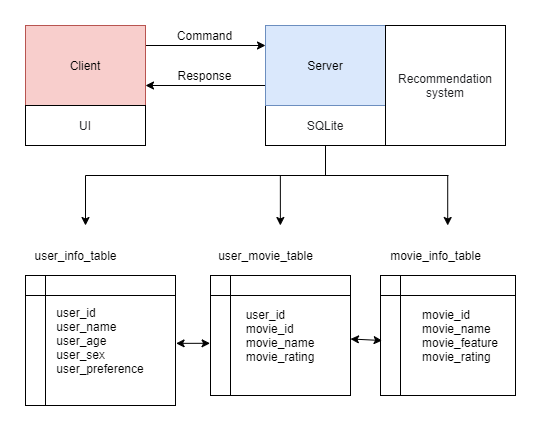 Command
Client
Server
Response
Recommendation
system
UI
SQLite
user_info_table
user_movie_table
movie_info_table
user_id
user_name
user_age
user_sex
user_preference
user_id
movie_id
movie_name
movie_rating
movie_id
movie_name
movie_feature
movie_rating